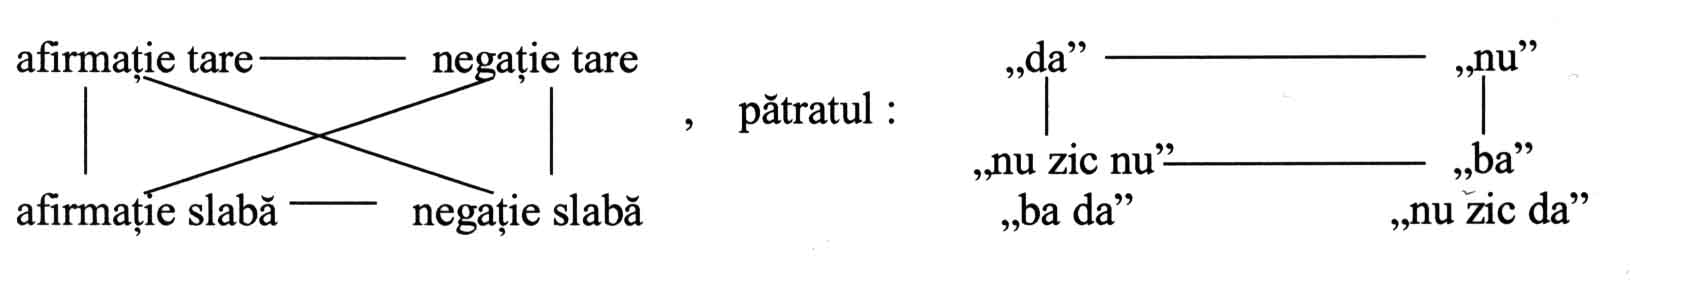 afirmație tare negație tare „da” „nu”
, pătratul :
„nu zic nu” „ba”
afirmație slabă negație slabă „ba da” „nu zic da”